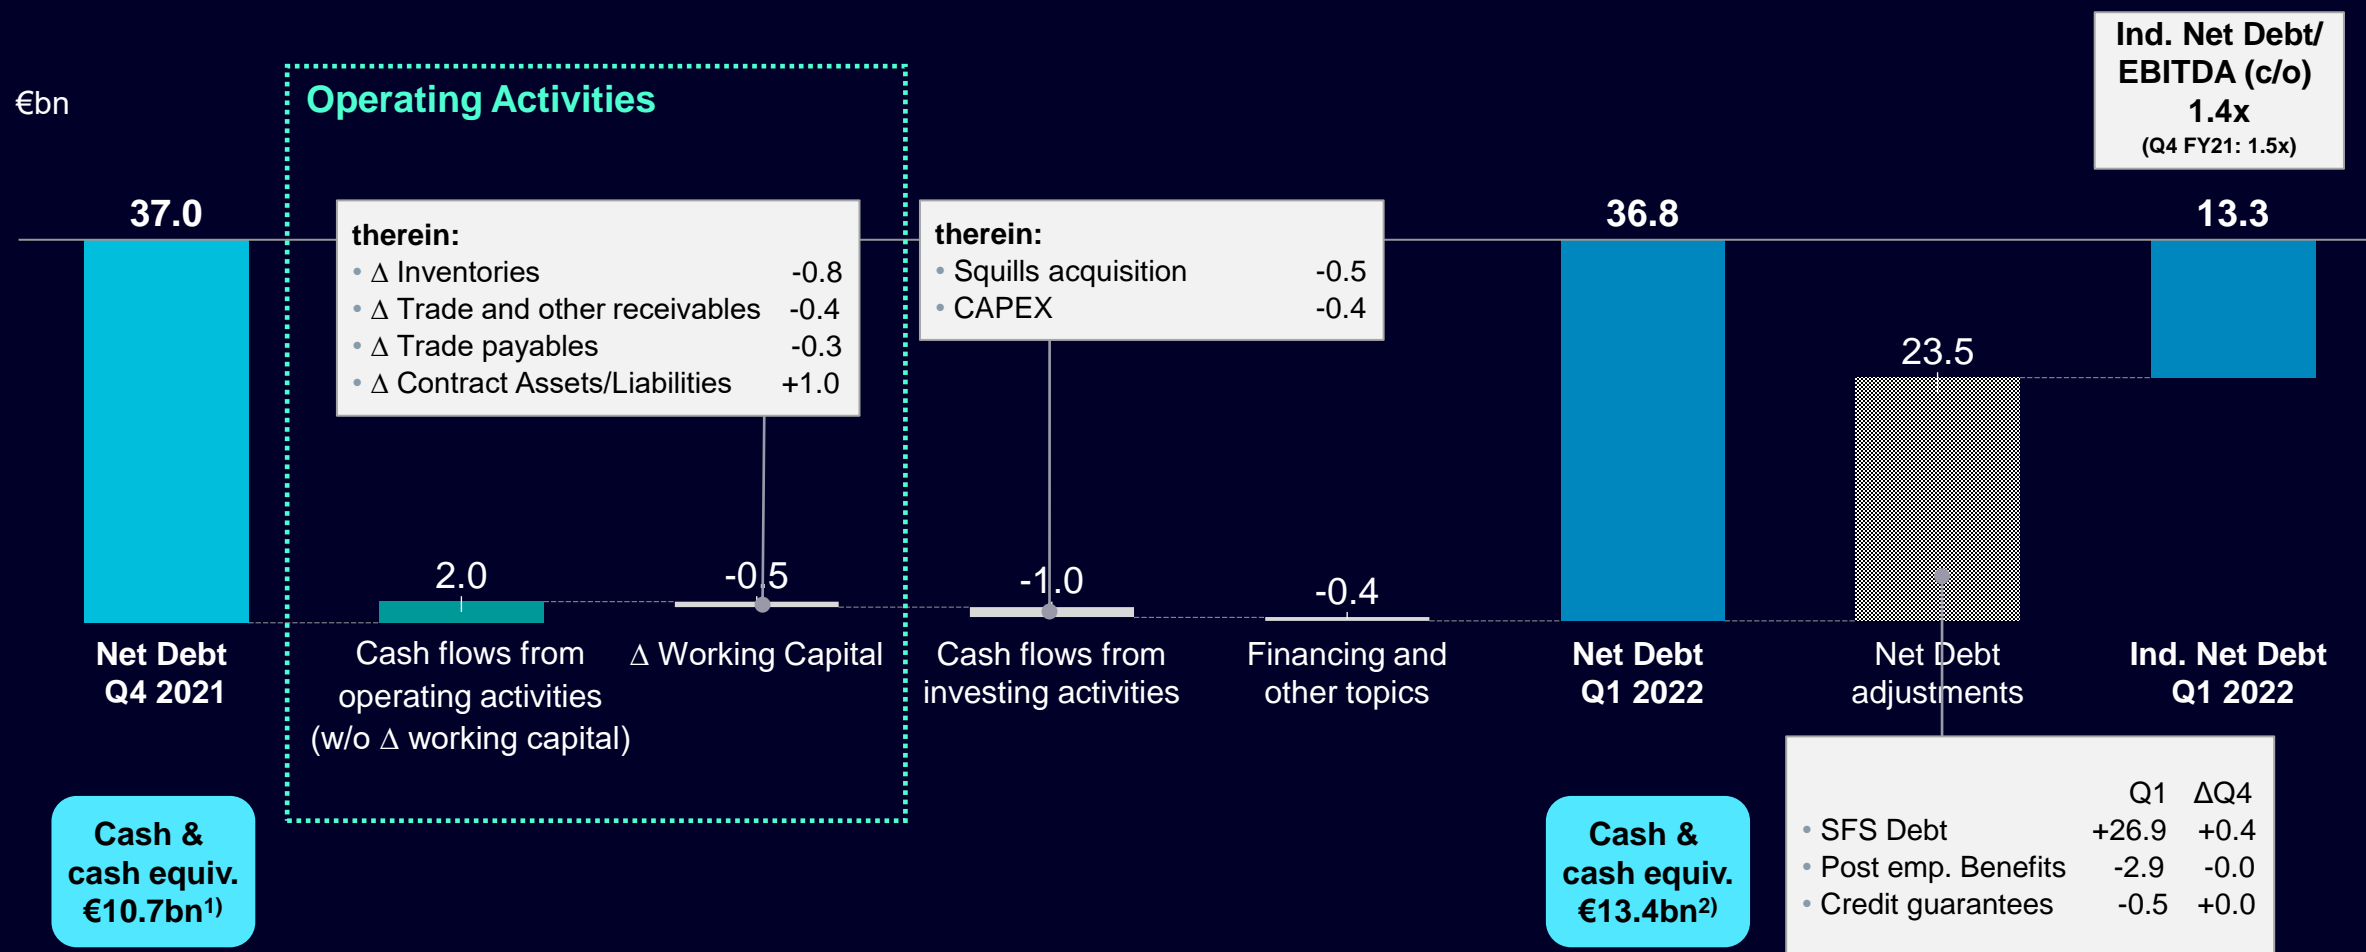 €bn
Operating Activities
Ind. Net Debt/
EBITDA (c/o)
1.4x
(Q4 FY21: 1.5x)
37.0
therein:
• Δ Inventories -0.8
• Δ Trade and other receivables -0.4
• Δ Trade payables -0.3
• Δ Contract Assets/Liabilities +1.0
therein:
• Squills acquisition -0.5
• CAPEX -0.4
36.8
13.3
23.5
2.0
-0.5
-1.0
-0.4
Net Debt
Q4 2021
Cash flows from
operating activities
(w/o Δ working capital)
Δ Working Capital
Cash flows from
investing activities
Financing and
other topics
Net Debt
Q1 2022
Net Debt
adjustments
Ind. Net Debt
Q1 2022
Cash &
cash equiv.
€10.7bn1)
Cash &
cash equiv.
€13.4bn2)
Q1 ΔQ4
• SFS Debt +26.9 +0.4
• Post emp. Benefits -2.9 -0.0
• Credit guarantees -0.5 +0.0